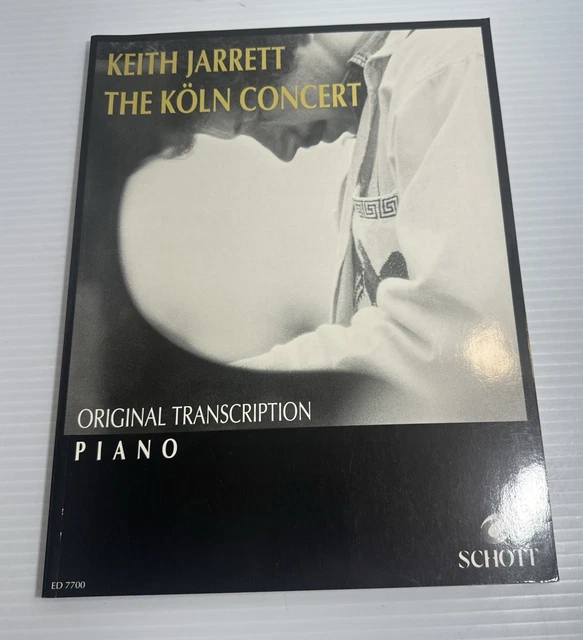 KEITH JARRETT
THE KÖLN CONCERT
ORIGINAL TRANSCRIPTION
PIANO
SCHOTT
ED 7700